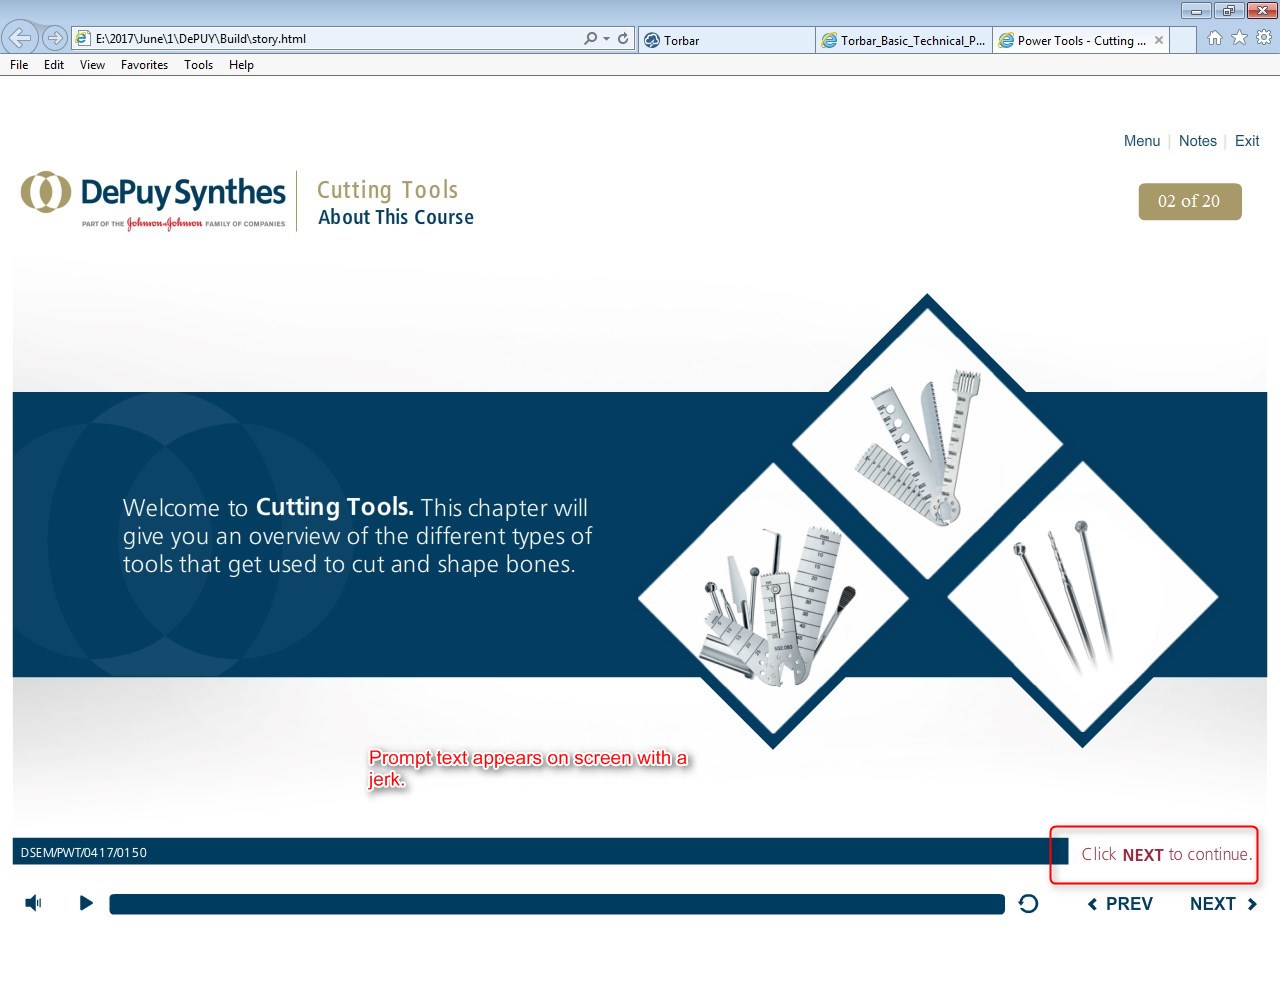 E:\2017\June\1\DePUY\Build\story.html
Torbar
Torbar_Basic_Technical_P...
Power Tools - Cutting ...
File Edit View Favorites Tools Help
Menu | Notes | Exit
DePuy Synthes
PART OF THE Johnson & Johnson FAMILY OF COMPANIES
Cutting Tools
About This Course
02 of 20
Welcome to Cutting Tools. This chapter will
give you an overview of the different types of
tools that get used to cut and shape bones.
Prompt text appears on screen with a
jerk.
DSEM/PWT/0417/0150
Click NEXT to continue.
PREV
NEXT